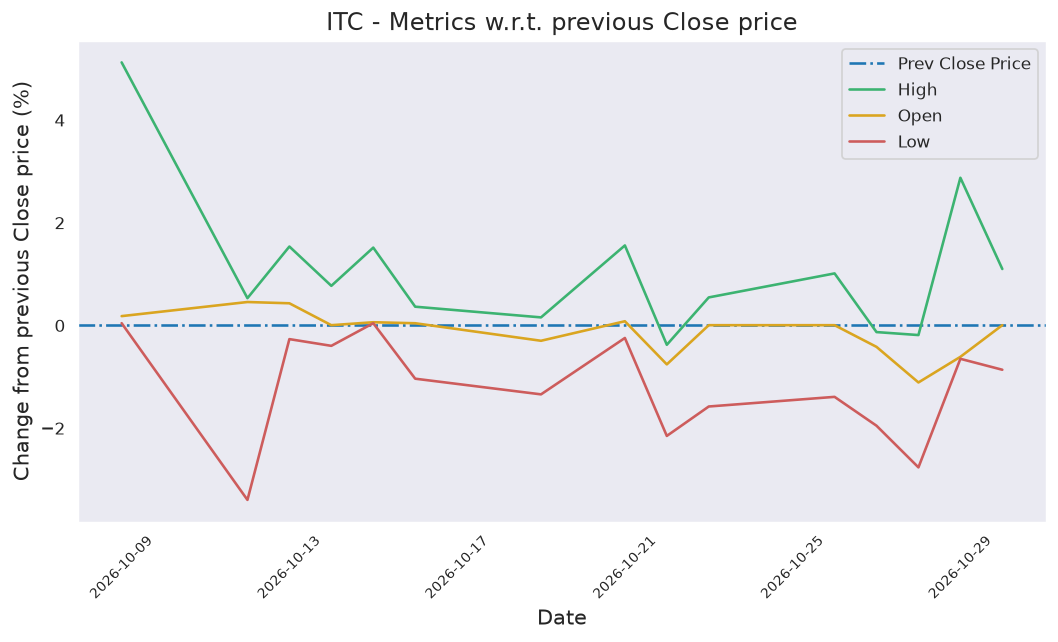 ITC - Metrics w.r.t. previous Close price
Prev Close Price
High
Open
Low
Change from previous Close price (%)
4
2
0
−2
2026-10-09
2026-10-13
2026-10-17
2026-10-21
2026-10-25
2026-10-29
Date